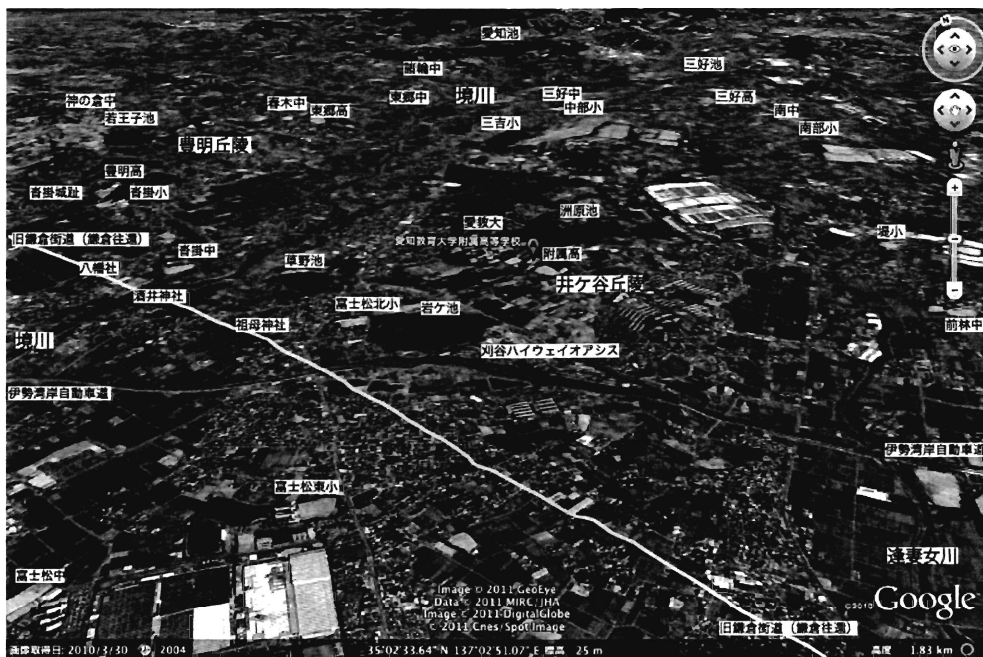 愛知池
諸輪中
三好池
神の倉中
若王子池
春木中
東郷高
東郷中
境川
三好中
中部小
三好高
南中
三吉小
南部小
豊明丘陵
豊明高
沓掛城趾
沓掛小
愛教大
洲原池
旧鎌倉街道（鎌倉往還）
愛知教育大学附属高等学校
附属高
堤小
沓掛中
草野池
八幡社
井ケ谷丘陵
酒井神社
富士松北小
岩ケ池
祖母神社
前林中
境川
刈谷ハイウェイオアシス
伊勢湾岸自動車道
伊勢湾岸自動車道
富士松東小
逢妻女川
富士松中
Image © 2011 GeoEye
Data © 2011 MIRC/JHA
Image © 2011 DigitalGlobe
© 2011 Cnes/Spot Image
©2010 Google
旧鎌倉街道（鎌倉往還）
画像取得日: 2010/3/30 2004
35°02'33.64" N 137°02'51.07" E 標高 25 m
高度 1.83 km
N